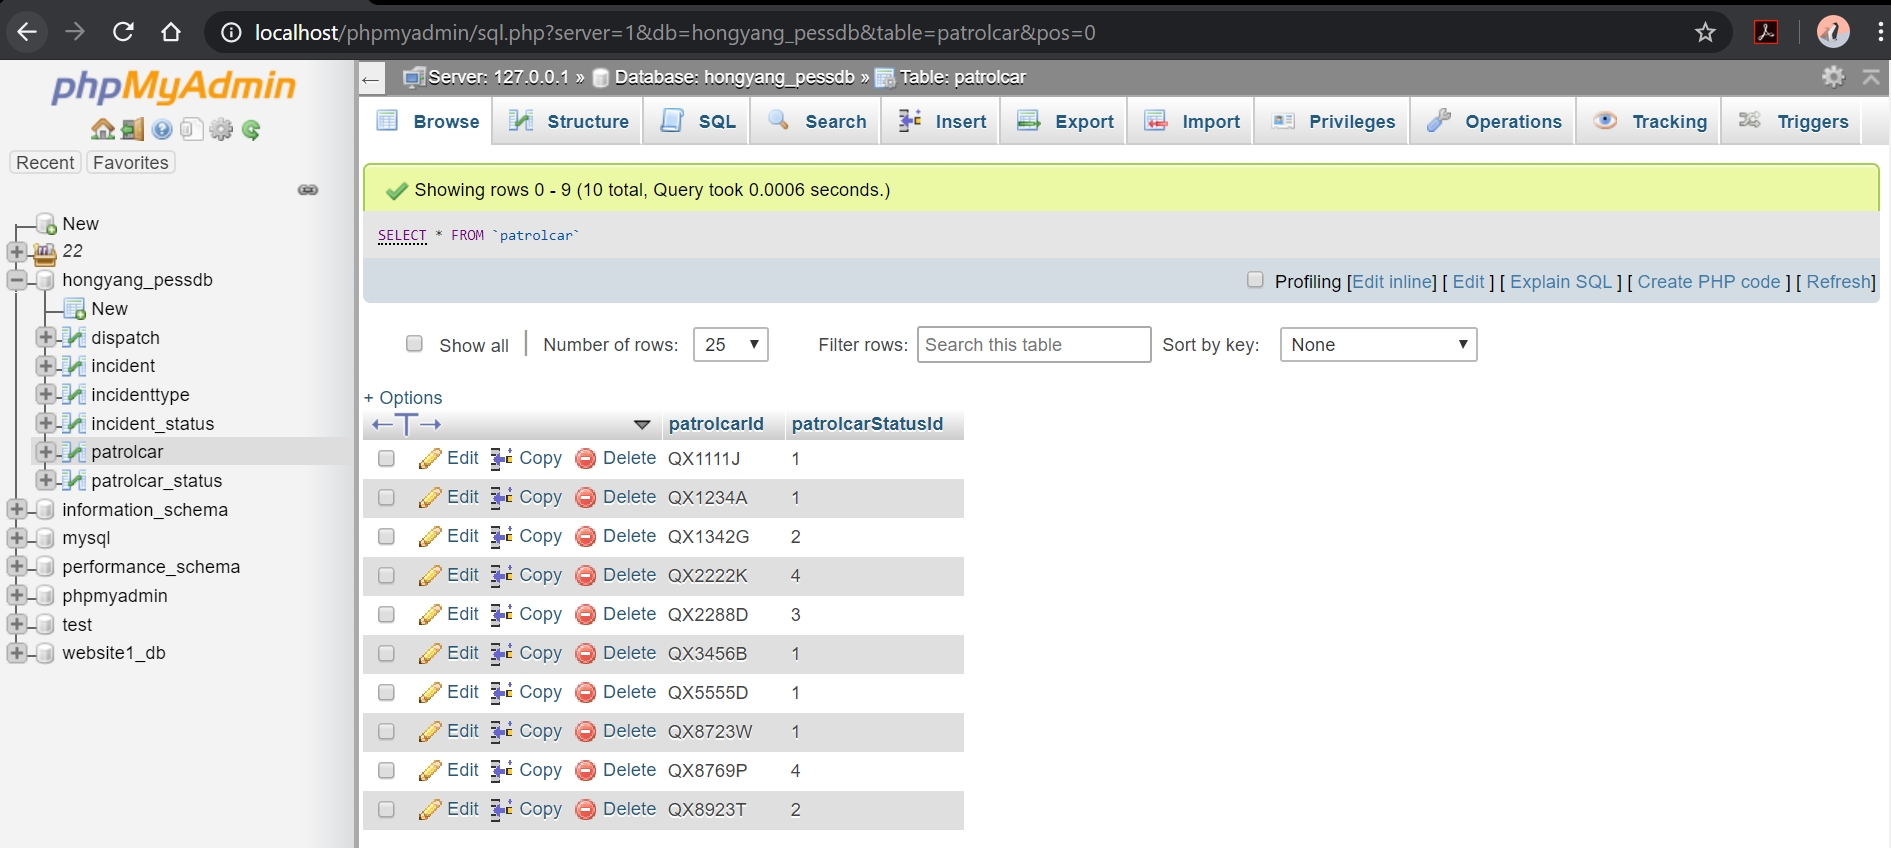 localhost/phpmyadmin/sql.php?server=1&db=hongyang_pessdb&table=patrolcar&pos=0
phpMyAdmin
Recent Favorites
New
22
hongyang_pessdb
New
dispatch
incident
incidenttype
incident_status
patrolcar
patrolcar_status
information_schema
mysql
performance_schema
phpmyadmin
test
website1_db
Server: 127.0.0.1 » Database: hongyang_pessdb » Table: patrolcar
Browse Structure SQL Search Insert Export Import Privileges Operations Tracking Triggers
Showing rows 0 - 9 (10 total, Query took 0.0006 seconds.)
SELECT * FROM `patrolcar`
Profiling [Edit inline] [ Edit ] [ Explain SQL ] [ Create PHP code ] [ Refresh]
Show all | Number of rows: 25 Filter rows: Search this table Sort by key: None
+ Options
←T→ patrolcarId patrolcarStatusId
Edit Copy Delete QX1111J 1
Edit Copy Delete QX1234A 1
Edit Copy Delete QX1342G 2
Edit Copy Delete QX2222K 4
Edit Copy Delete QX2288D 3
Edit Copy Delete QX3456B 1
Edit Copy Delete QX5555D 1
Edit Copy Delete QX8723W 1
Edit Copy Delete QX8769P 4
Edit Copy Delete QX8923T 2